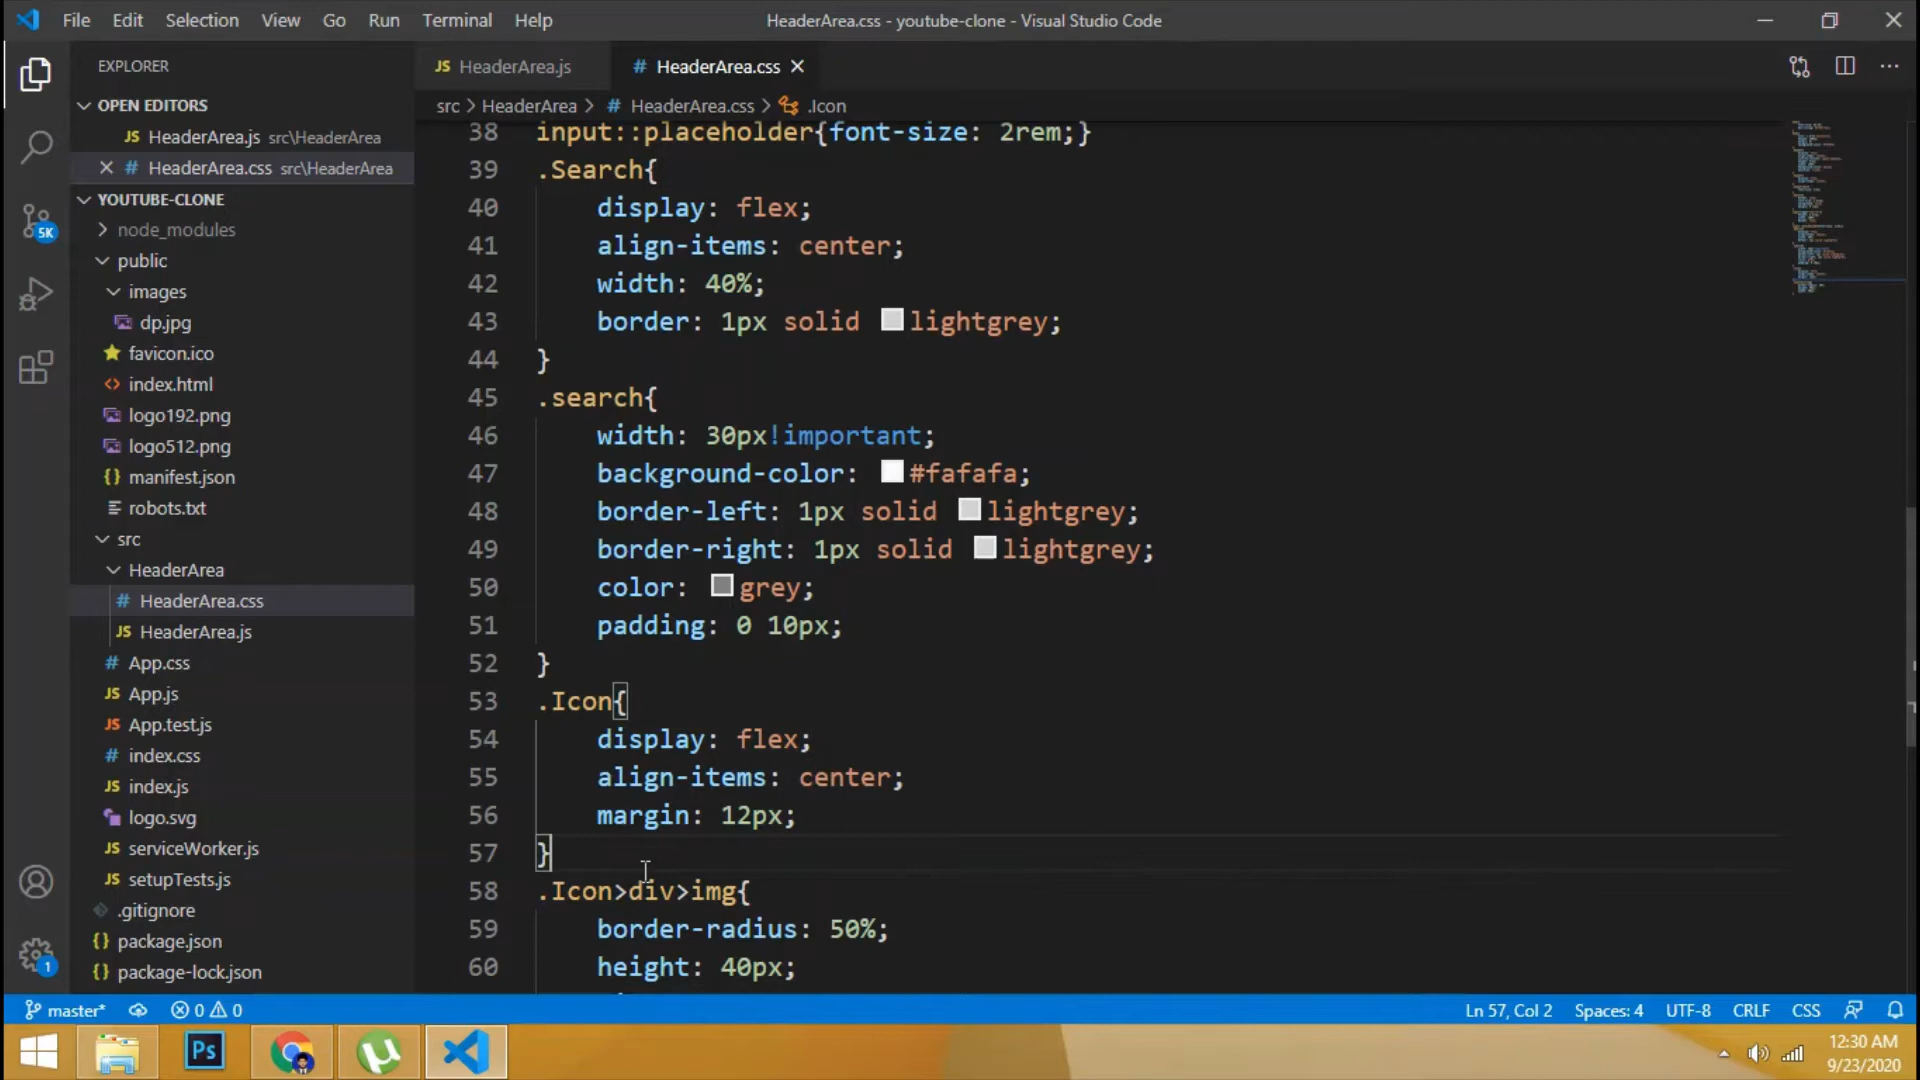 File Edit Selection View Go Run Terminal Help HeaderArea.css - youtube-clone - Visual Studio Code
EXPLORER
OPEN EDITORS
JS HeaderArea.js src\HeaderArea
# HeaderArea.css src\HeaderArea
YOUTUBE-CLONE
node_modules
public
images
dp.jpg
favicon.ico
index.html
logo192.png
logo512.png
{} manifest.json
robots.txt
src
HeaderArea
# HeaderArea.css
JS HeaderArea.js
# App.css
JS App.js
JS App.test.js
# index.css
JS index.js
logo.svg
JS serviceWorker.js
JS setupTests.js
.gitignore
{} package.json
{} package-lock.json
5K
1
JS HeaderArea.js # HeaderArea.css
src > HeaderArea > # HeaderArea.css > .Icon
38 input::placeholder{font-size: 2rem;}
39 .Search{
40 display: flex;
41 align-items: center;
42 width: 40%;
43 border: 1px solid lightgrey;
44 }
45 .search{
46 width: 30px!important;
47 background-color: #fafafa;
48 border-left: 1px solid lightgrey;
49 border-right: 1px solid lightgrey;
50 color: grey;
51 padding: 0 10px;
52 }
53 .Icon{
54 display: flex;
55 align-items: center;
56 margin: 12px;
57 }
58 .Icon>div>img{
59 border-radius: 50%;
60 height: 40px;
master* 0 0 Ln 57, Col 2 Spaces: 4 UTF-8 CRLF CSS
Ps
12:30 AM
9/23/2020